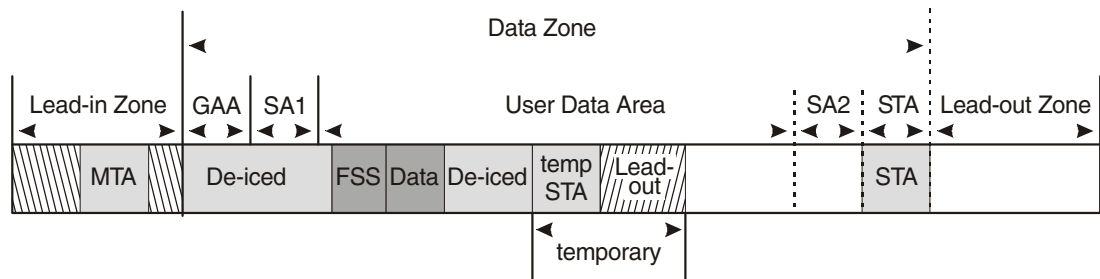 Data Zone
Lead-in Zone GAA SA1 User Data Area SA2 STA Lead-out Zone
MTA De-iced FSS Data De-iced temp STA Lead-out STA
temporary